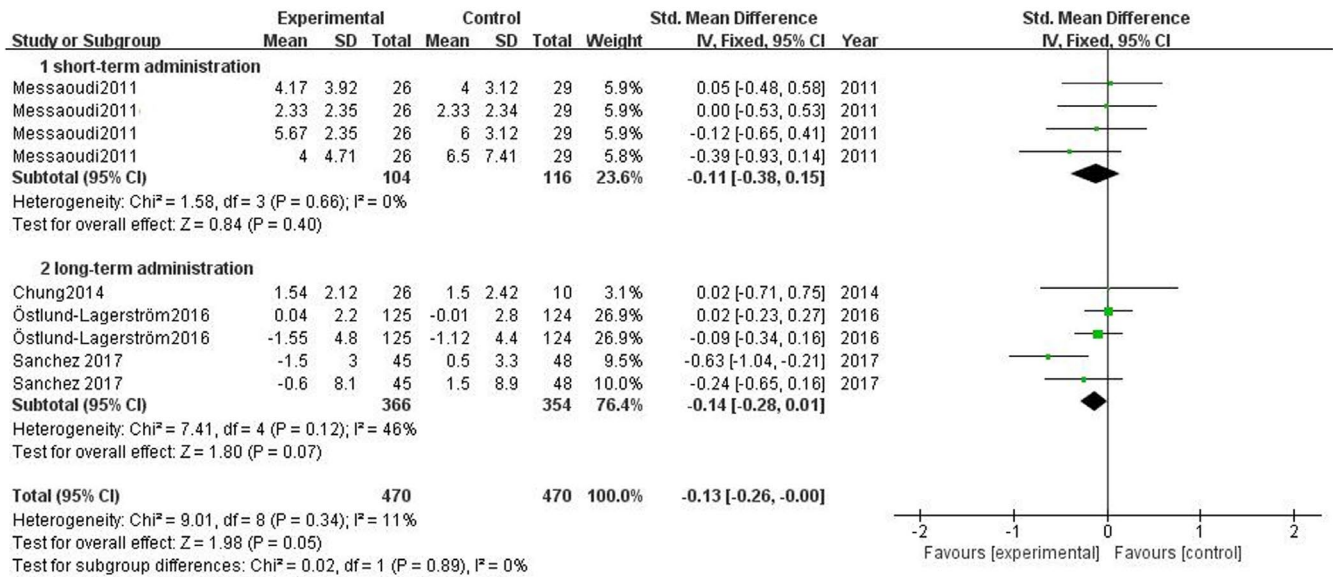 Experimental Control Std. Mean Difference Std. Mean Difference
Study or Subgroup Mean SD Total Mean SD Total Weight IV, Fixed, 95% CI Year IV, Fixed, 95% CI
1 short-term administration
Messaoudi2011 4.17 3.92 26 4 3.12 29 5.9% 0.05 [-0.48, 0.58] 2011
Messaoudi2011 2.33 2.35 26 2.33 2.34 29 5.9% 0.00 [-0.53, 0.53] 2011
Messaoudi2011 5.67 2.35 26 6 3.12 29 5.9% -0.12 [-0.65, 0.41] 2011
Messaoudi2011 4 4.71 26 6.5 7.41 29 5.8% -0.39 [-0.93, 0.14] 2011
Subtotal (95% CI) 104 116 23.6% -0.11 [-0.38, 0.15]
Heterogeneity: Chi² = 1.58, df = 3 (P = 0.66); I² = 0%
Test for overall effect: Z = 0.84 (P = 0.40)
2 long-term administration
Chung2014 1.54 2.12 26 1.5 2.42 10 3.1% 0.02 [-0.71, 0.75] 2014
Östlund-Lagerström2016 0.04 2.2 125 -0.01 2.8 124 26.9% 0.02 [-0.23, 0.27] 2016
Östlund-Lagerström2016 -1.55 4.8 125 -1.12 4.4 124 26.9% -0.09 [-0.34, 0.16] 2016
Sanchez 2017 -1.5 3 45 0.5 3.3 48 9.5% -0.63 [-1.04, -0.21] 2017
Sanchez 2017 -0.6 8.1 45 1.5 8.9 48 10.0% -0.24 [-0.65, 0.16] 2017
Subtotal (95% CI) 366 354 76.4% -0.14 [-0.28, 0.01]
Heterogeneity: Chi² = 7.41, df = 4 (P = 0.12); I² = 46%
Test for overall effect: Z = 1.80 (P = 0.07)
Total (95% CI) 470 470 100.0% -0.13 [-0.26, -0.00]
Heterogeneity: Chi² = 9.01, df = 8 (P = 0.34); I² = 11%
Test for overall effect: Z = 1.98 (P = 0.05)
Test for subgroup differences: Chi² = 0.02, df = 1 (P = 0.89), I² = 0%
-2 -1 0 1 2
Favours [experimental] Favours [control]